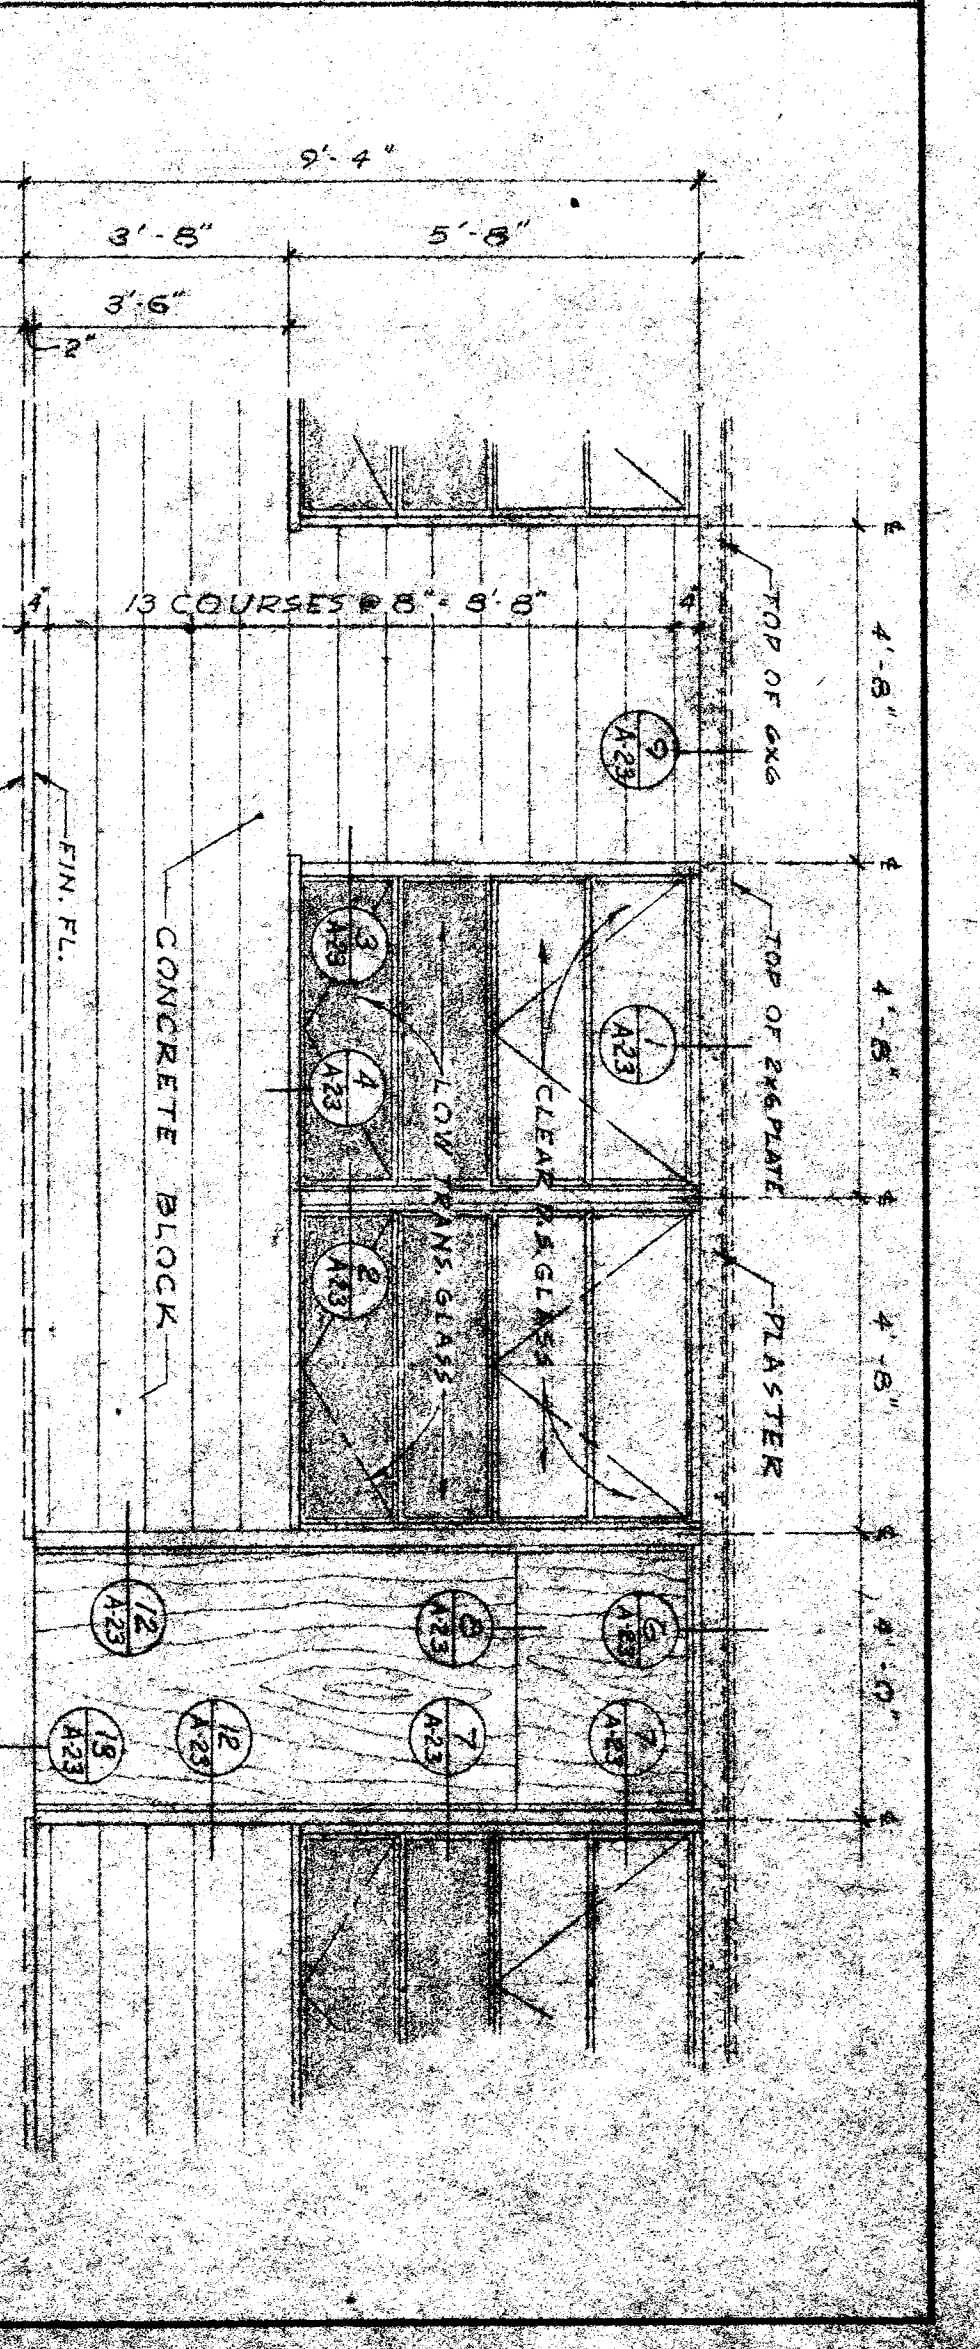 9'-4"
3'-8"
5'-8"
3'-6"
2"
4" 13 COURSES @ 8" = 8'-8" 4"
℄
4'-8"
℄
4'-8"
℄
4'-8"
℄
4'-0"
℄
TOP OF 6X6
TOP OF 2X6 PLATE
PLASTER
9
A-23
1
A-23
6
A-23
7
A-23
CLEAR D.S. GLASS
LOW TRANS. GLASS
3
A-23
4
A-23
2
A-23
8
A-23
7
A-23
CONCRETE BLOCK
12
A-23
12
A-23
FIN. FL.
13
A-23